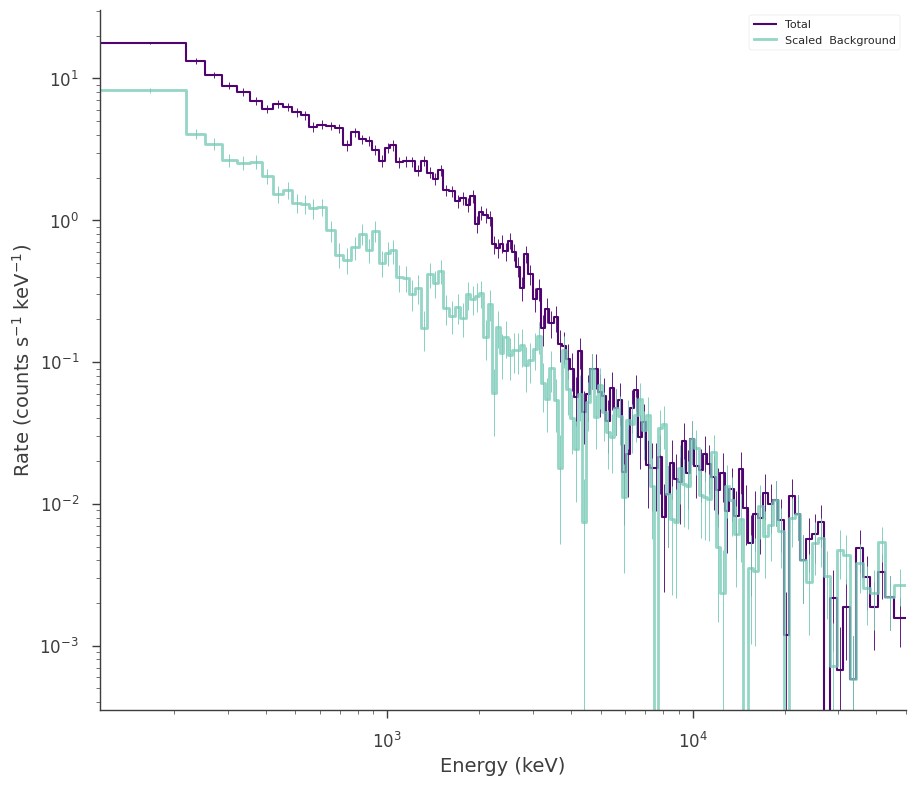 Total
Scaled  Background
Rate (counts s⁻¹ keV⁻¹)
10¹
10⁰
10⁻¹
10⁻²
10⁻³
10³
10⁴
Energy (keV)